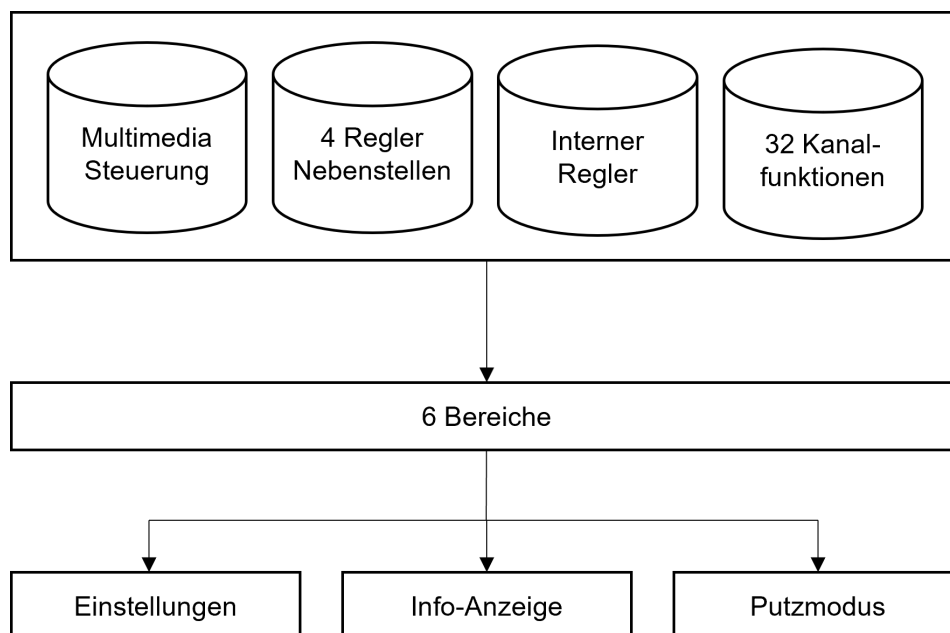 Multimedia
Steuerung
4 Regler
Nebenstellen
Interner
Regler
32 Kanal-
funktionen
6 Bereiche
Einstellungen
Info-Anzeige
Putzmodus